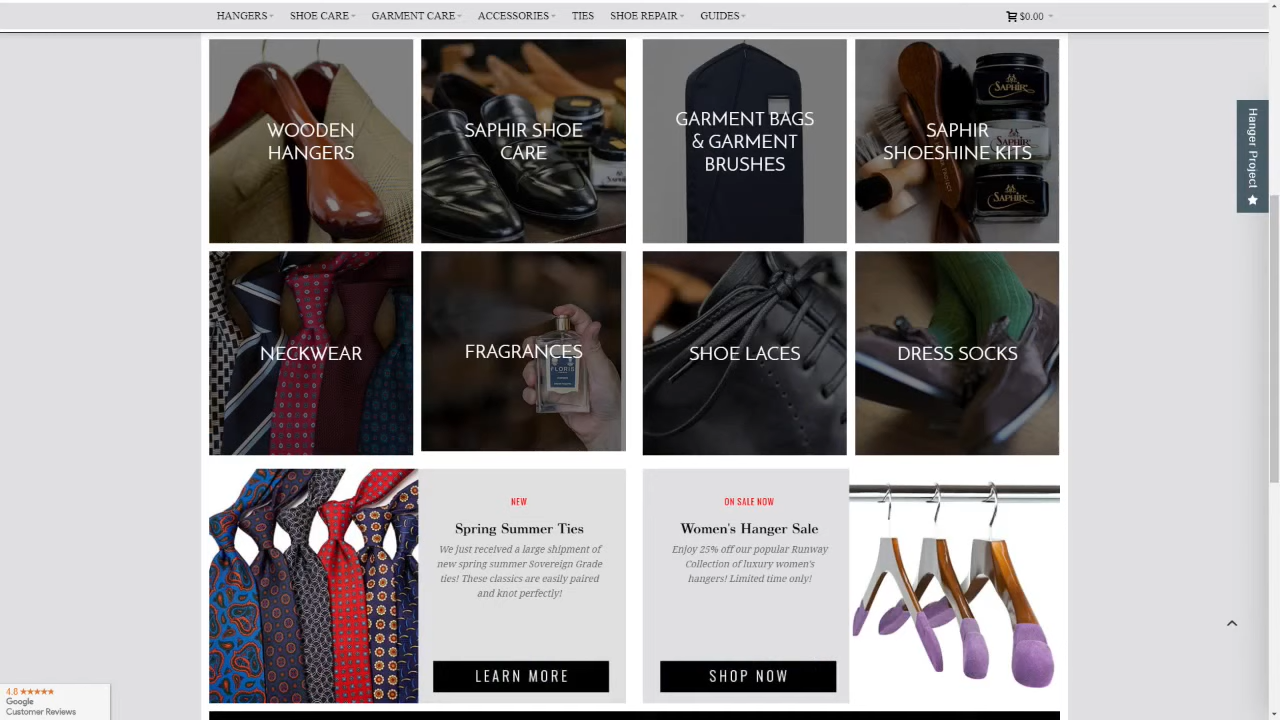 HANGERS SHOE CARE GARMENT CARE ACCESSORIES TIES SHOE REPAIR GUIDES $0.00
WOODEN
HANGERS
SAPHIR SHOE
CARE
GARMENT BAGS
& GARMENT
BRUSHES
SAPHIR
SHOESHINE KITS
SAPHIR
SAPHIR
SAPHIR
Hanger Project
NECKWEAR
FRAGRANCES
FLORIS
SHOE LACES
DRESS SOCKS
NEW
Spring Summer Ties
We just received a large shipment of
new spring summer Sovereign Grade
ties! These classics are easily paired
and knot perfectly!
LEARN MORE
ON SALE NOW
Women's Hanger Sale
Enjoy 25% off our popular Runway
Collection of luxury women's
hangers! Limited time only!
SHOP NOW
4.8
Google
Customer Reviews